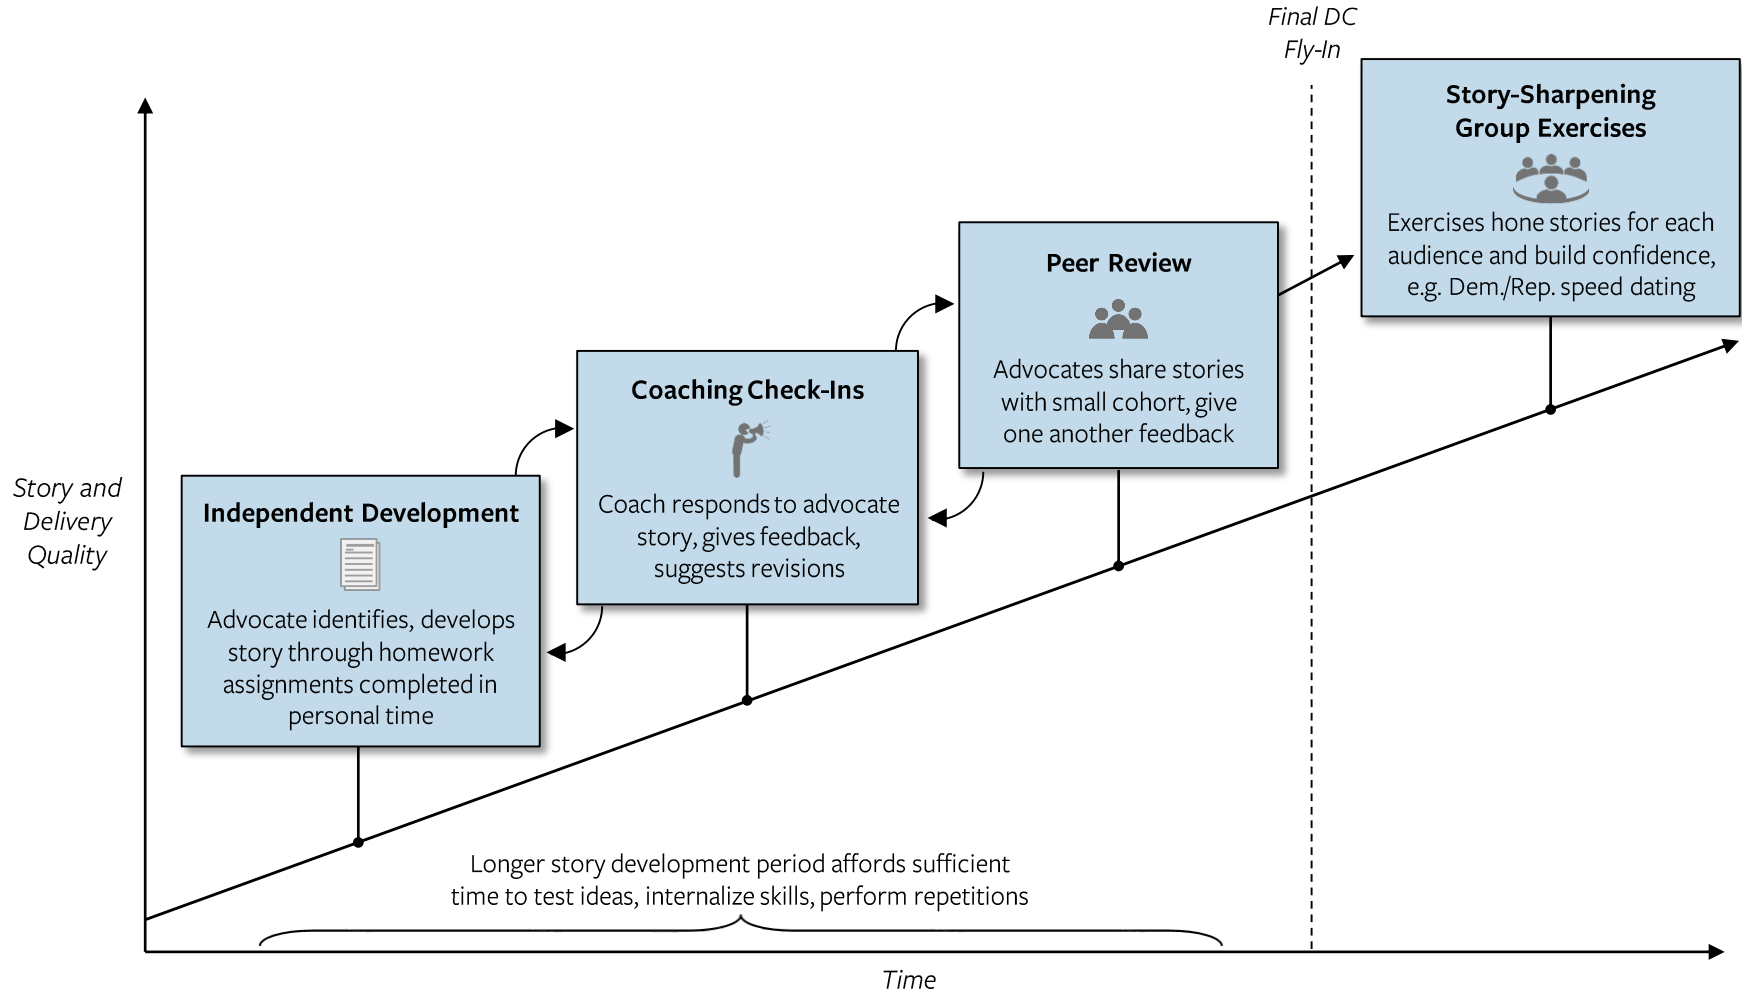 Final DC
Fly-In
Story-Sharpening
Group Exercises
Exercises hone stories for each
audience and build confidence,
e.g. Dem./Rep. speed dating
Peer Review
Advocates share stories
with small cohort, give
one another feedback
Coaching Check-Ins
Coach responds to advocate
story, gives feedback,
suggests revisions
Story and
Delivery
Quality
Independent Development
Advocate identifies, develops
story through homework
assignments completed in
personal time
Longer story development period affords sufficient
time to test ideas, internalize skills, perform repetitions
Time